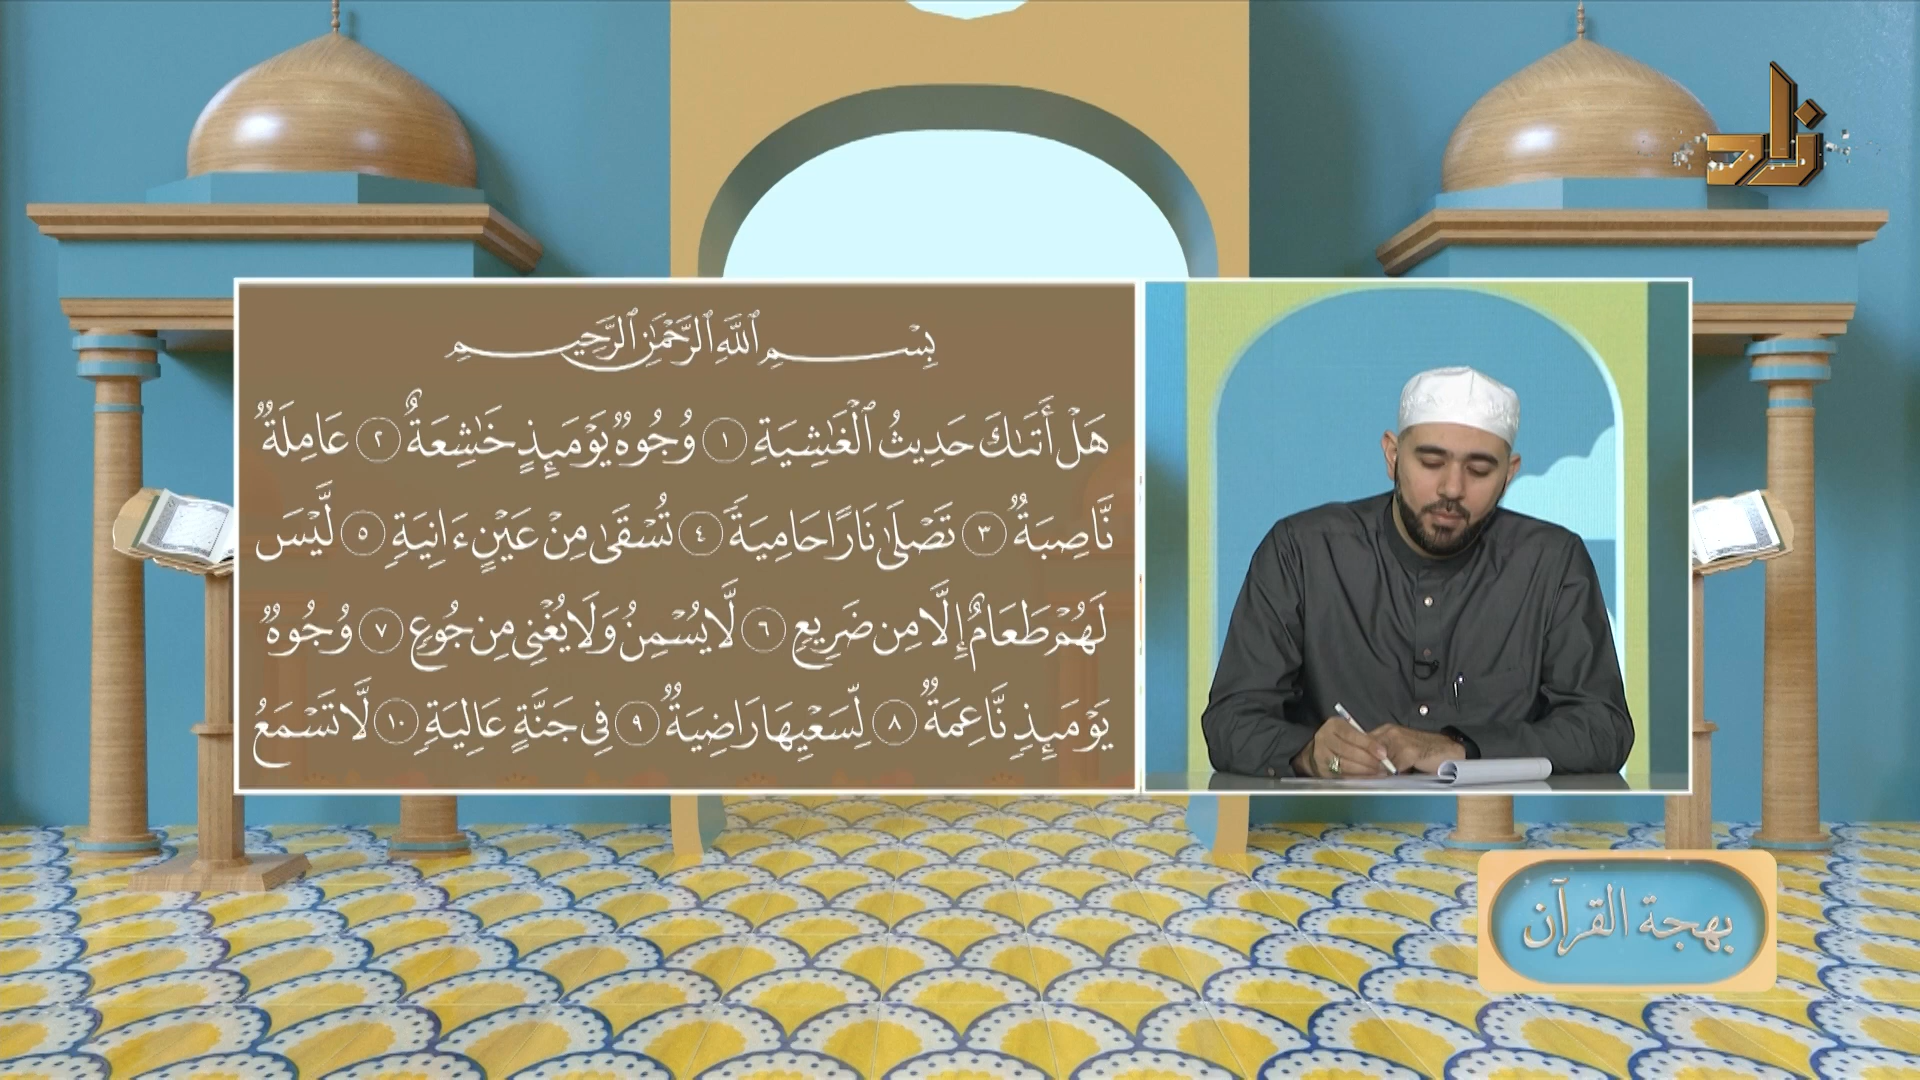 زاد
بِسْمِ ٱللَّهِ ٱلرَّحْمَٰنِ ٱلرَّحِيمِ
هَلْ أَتَىٰكَ حَدِيثُ ٱلْغَٰشِيَةِ ١ وُجُوهٌ يَوْمَئِذٍ خَٰشِعَةٌ ٢ عَامِلَةٌ
نَّاصِبَةٌ ٣ تَصْلَىٰ نَارًا حَامِيَةً ٤ تُسْقَىٰ مِنْ عَيْنٍ ءَانِيَةٍ ٥ لَّيْسَ
لَهُمْ طَعَامٌ إِلَّا مِن ضَرِيعٍ ٦ لَّا يُسْمِنُ وَلَا يُغْنِى مِن جُوعٍ ٧ وُجُوهٌ
يَوْمَئِذٍ نَّاعِمَةٌ ٨ لِّسَعْيِهَا رَاضِيَةٌ ٩ فِى جَنَّةٍ عَالِيَةٍ ١٠ لَّا تَسْمَعُ
بهجة القرآن